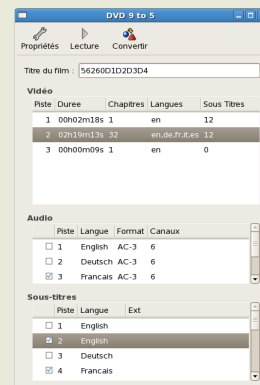 DVD 9 to 5
Propriétés Lecture Convertir
Titre du film : 56260D1D2D3D4
Vidéo
Piste Duree Chapitres Langues Sous Titres
1 00h02m18s 1 en 12
2 02h19m13s 32 en,de,fr,it,es 12
3 00h00m09s 1 en 0
Audio
Piste Langue Format Canaux
1 English AC-3 6
2 Deutsch AC-3 6
3 Francais AC-3 6
Sous-titres
Piste Langue Ext
1 English
2 English
3 Deutsch
4 Francais